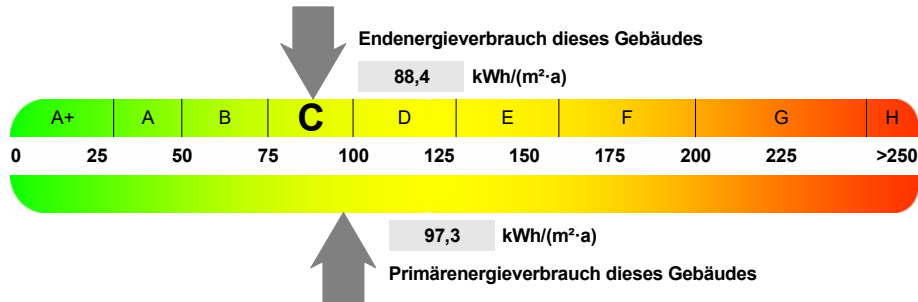 Endenergieverbrauch dieses Gebäudes
88,4 kWh/(m²·a)
A+ A B C D E F G H
0 25 50 75 100 125 150 175 200 225 >250
97,3 kWh/(m²·a)
Primärenergieverbrauch dieses Gebäudes